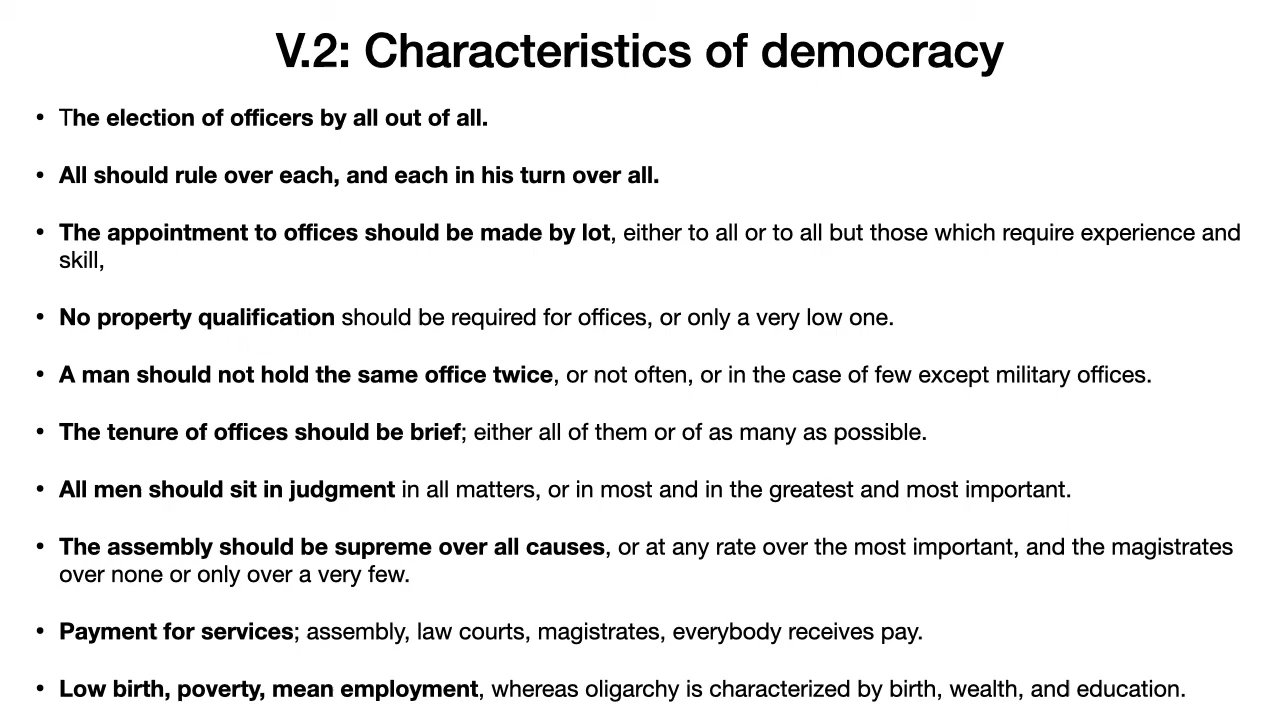 V.2: Characteristics of democracy
• The election of officers by all out of all.
• All should rule over each, and each in his turn over all.
• The appointment to offices should be made by lot, either to all or to all but those which require experience and
skill,
• No property qualification should be required for offices, or only a very low one.
• A man should not hold the same office twice, or not often, or in the case of few except military offices.
• The tenure of offices should be brief; either all of them or of as many as possible.
• All men should sit in judgment in all matters, or in most and in the greatest and most important.
• The assembly should be supreme over all causes, or at any rate over the most important, and the magistrates
over none or only over a very few.
• Payment for services; assembly, law courts, magistrates, everybody receives pay.
• Low birth, poverty, mean employment, whereas oligarchy is characterized by birth, wealth, and education.